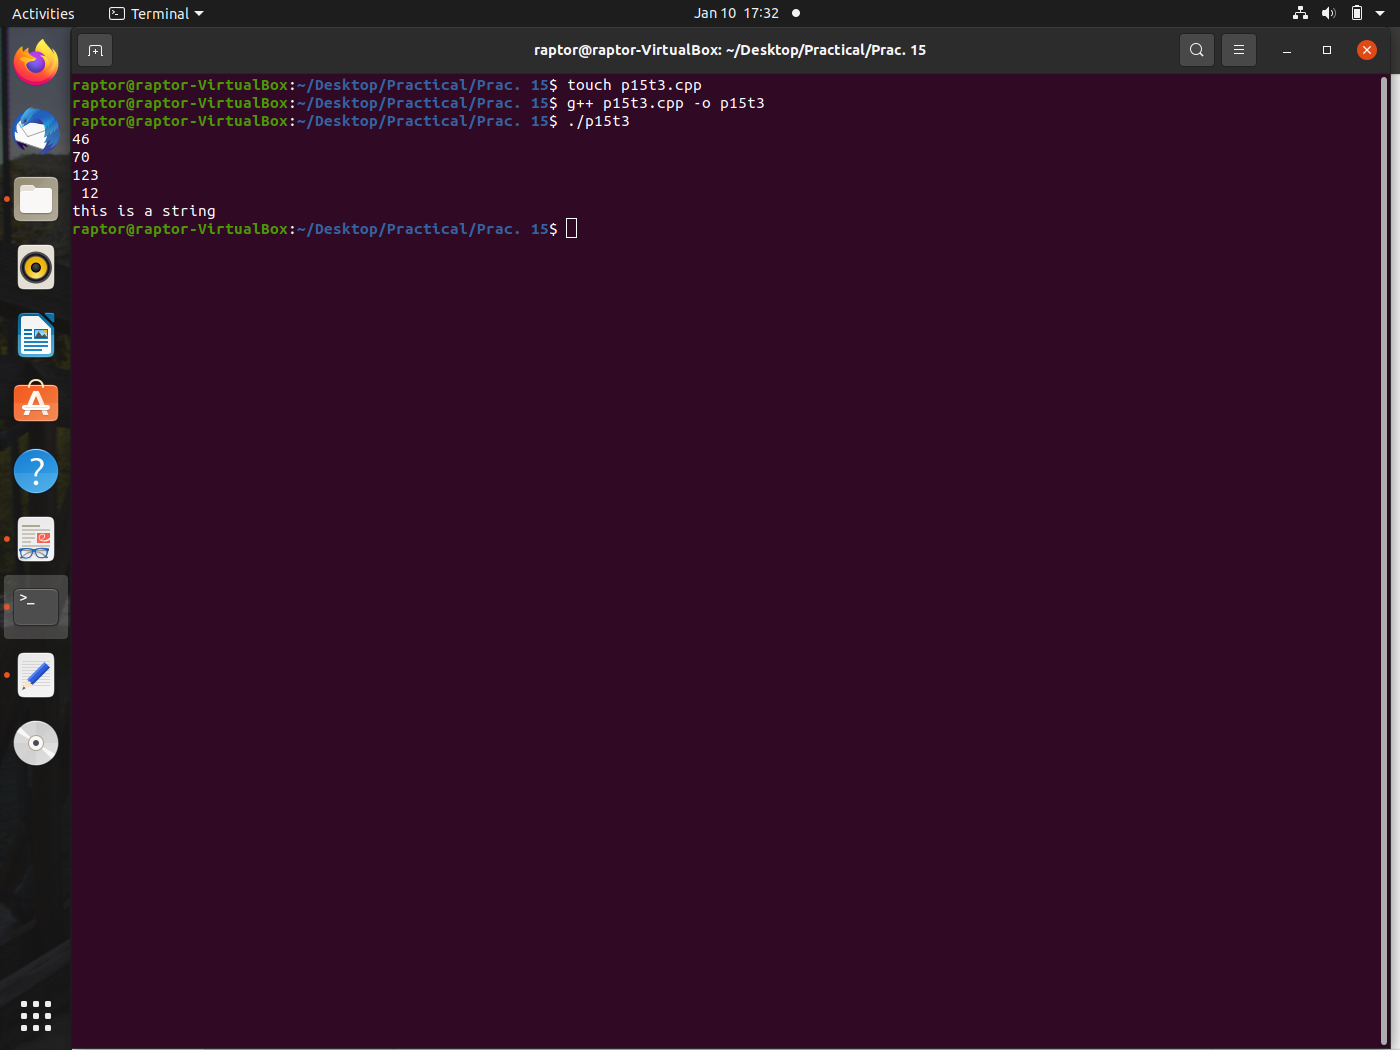 Activities Terminal Jan 10 17:32
raptor@raptor-VirtualBox: ~/Desktop/Practical/Prac. 15
raptor@raptor-VirtualBox:~/Desktop/Practical/Prac. 15$ touch p15t3.cpp
raptor@raptor-VirtualBox:~/Desktop/Practical/Prac. 15$ g++ p15t3.cpp -o p15t3
raptor@raptor-VirtualBox:~/Desktop/Practical/Prac. 15$ ./p15t3
46
70
123
 12
this is a string
raptor@raptor-VirtualBox:~/Desktop/Practical/Prac. 15$